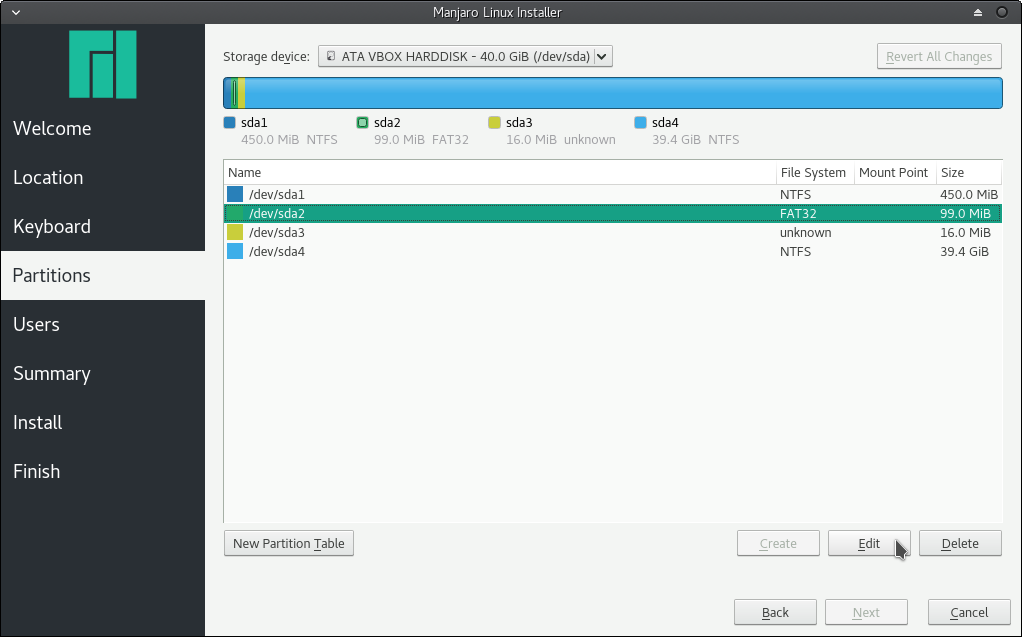 Manjaro Linux Installer
Welcome
Location
Keyboard
Partitions
Users
Summary
Install
Finish
Storage device: ATA VBOX HARDDISK - 40.0 GiB (/dev/sda) Revert All Changes
sda1 sda2 sda3 sda4
450.0 MiB NTFS 99.0 MiB FAT32 16.0 MiB unknown 39.4 GiB NTFS
Name File System Mount Point Size
/dev/sda1 NTFS 450.0 MiB
/dev/sda2 FAT32 99.0 MiB
/dev/sda3 unknown 16.0 MiB
/dev/sda4 NTFS 39.4 GiB
New Partition Table Create Edit Delete
Back Next Cancel